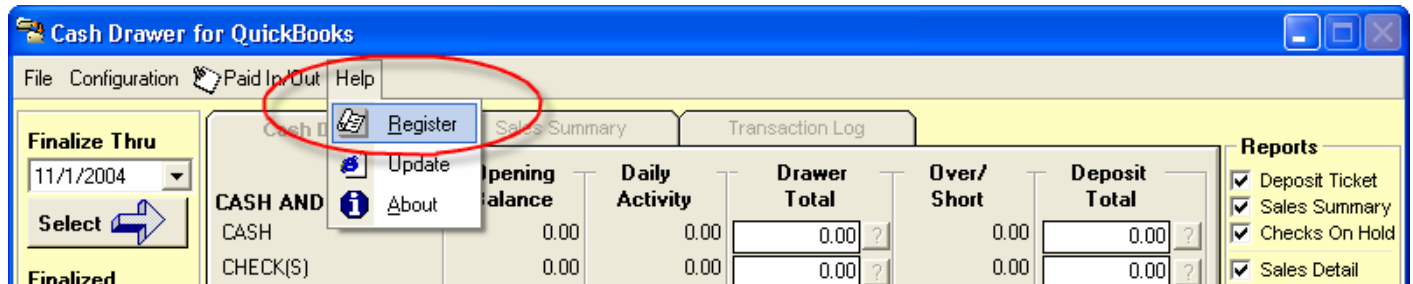 Cash Drawer for QuickBooks
File Configuration Paid In/Out Help
Register
Update
About
Finalize Thru
11/1/2004
Select
Finalized
Sales Summary
Transaction Log
CASH AND
Opening Balance
Daily Activity
Drawer Total
Over/ Short
Deposit Total
CASH 0.00 0.00 0.00 ? 0.00 0.00 ?
CHECK(S) 0.00 0.00 0.00 ? 0.00 0.00 ?
Reports
Deposit Ticket
Sales Summary
Checks On Hold
Sales Detail